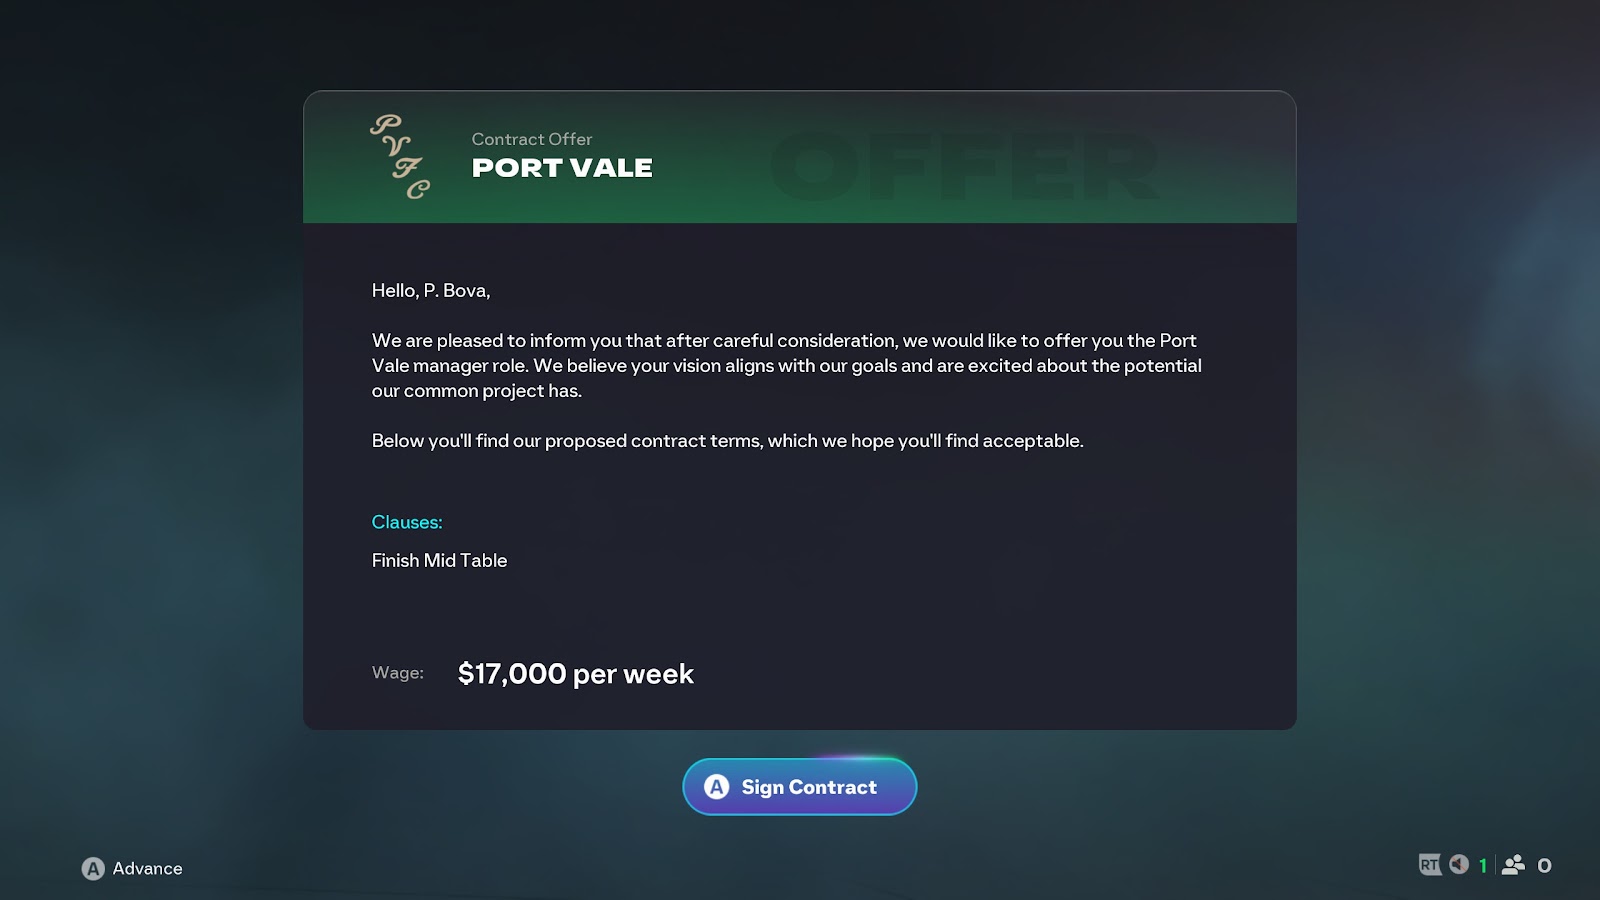 P
V
F
C
Contract Offer
PORT VALE
OFFER
Hello, P. Bova,
We are pleased to inform you that after careful consideration, we would like to offer you the Port
Vale manager role. We believe your vision aligns with our goals and are excited about the potential
our common project has.
Below you'll find our proposed contract terms, which we hope you'll find acceptable.
Clauses:
Finish Mid Table
Wage: $17,000 per week
A Sign Contract
A Advance
RT 1 0